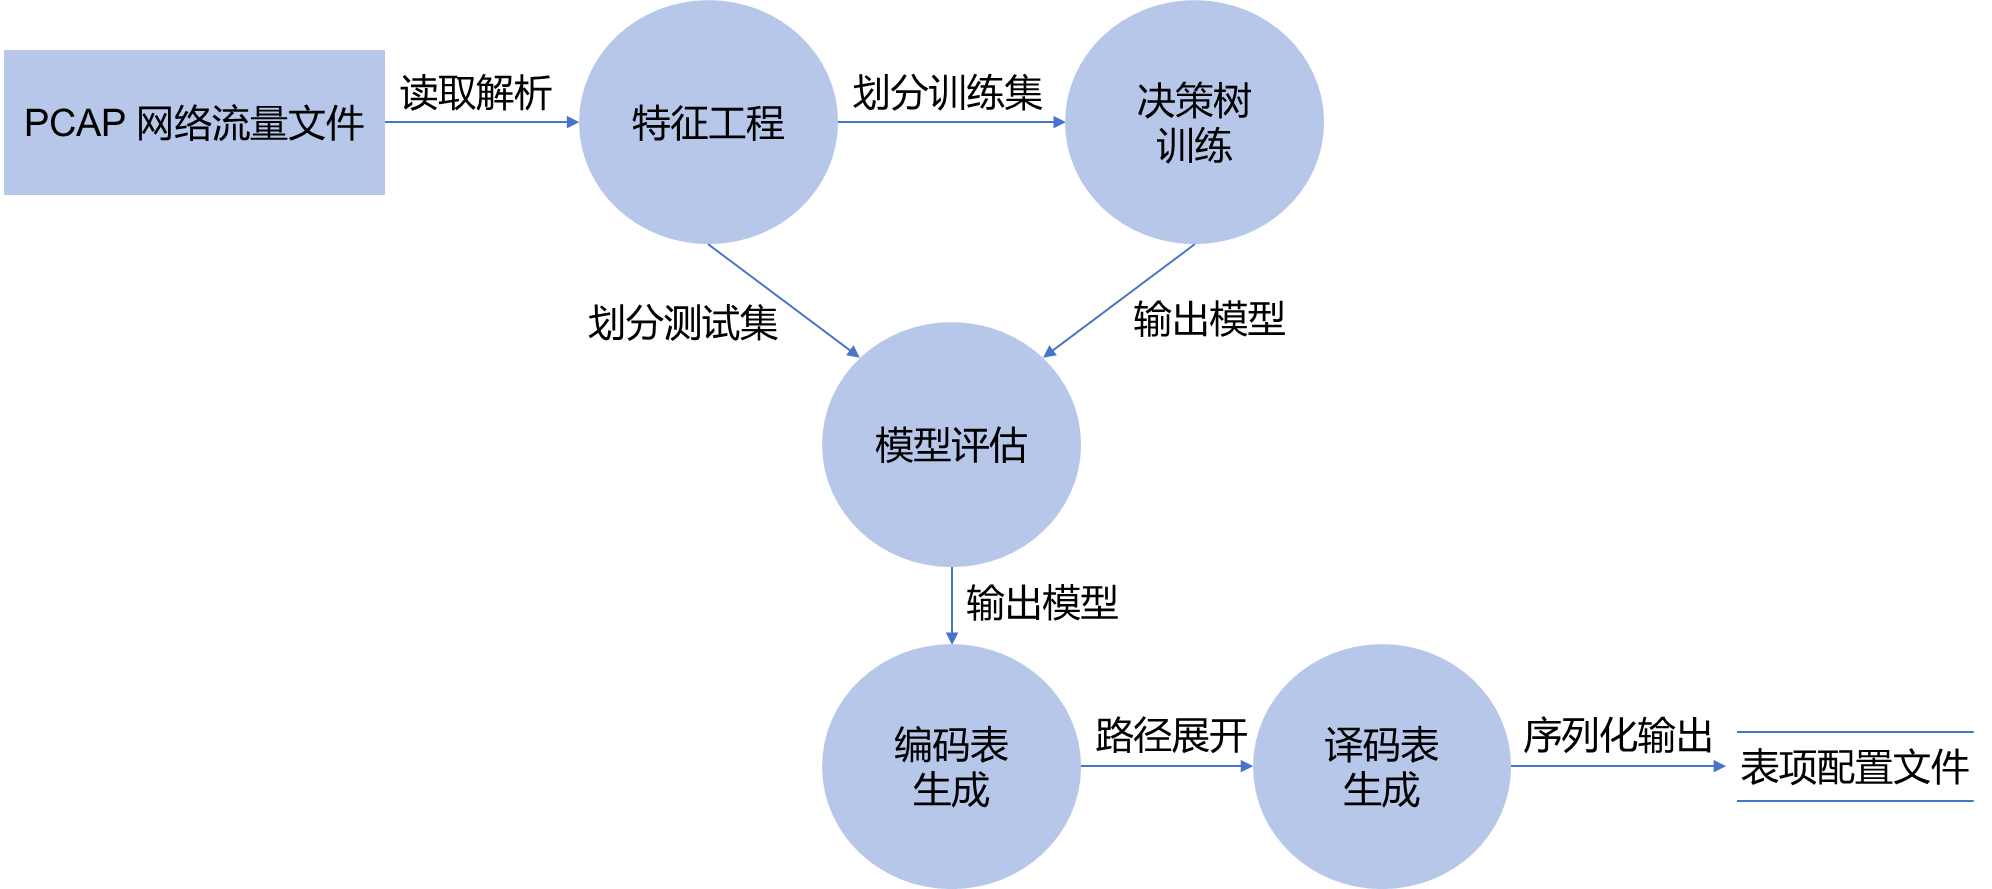 PCAP 网络流量文件
读取解析
特征工程
划分训练集
决策树
训练
划分测试集
输出模型
模型评估
输出模型
编码表
生成
路径展开
译码表
生成
序列化输出
表项配置文件